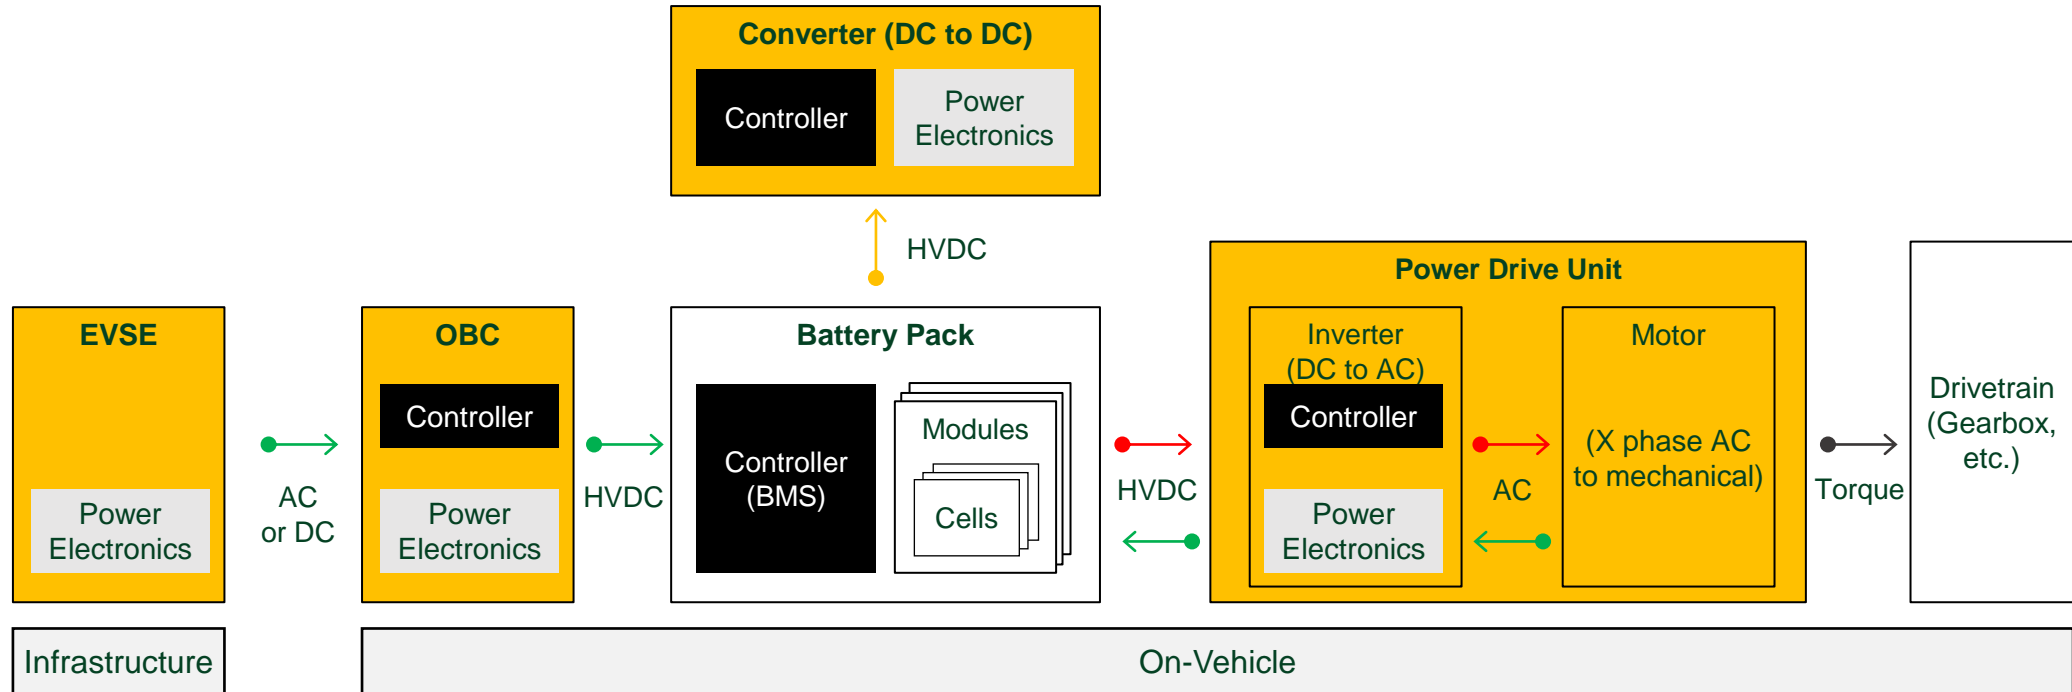 Converter (DC to DC)
Controller
Power
Electronics
HVDC
EVSE
Power
Electronics
AC
or DC
OBC
Controller
Power
Electronics
HVDC
Battery Pack
Controller
(BMS)
Modules
Cells
HVDC
Power Drive Unit
Inverter
(DC to AC)
Controller
Power
Electronics
AC
Motor
(X phase AC
to mechanical)
Torque
Drivetrain
(Gearbox,
etc.)
Infrastructure
On-Vehicle